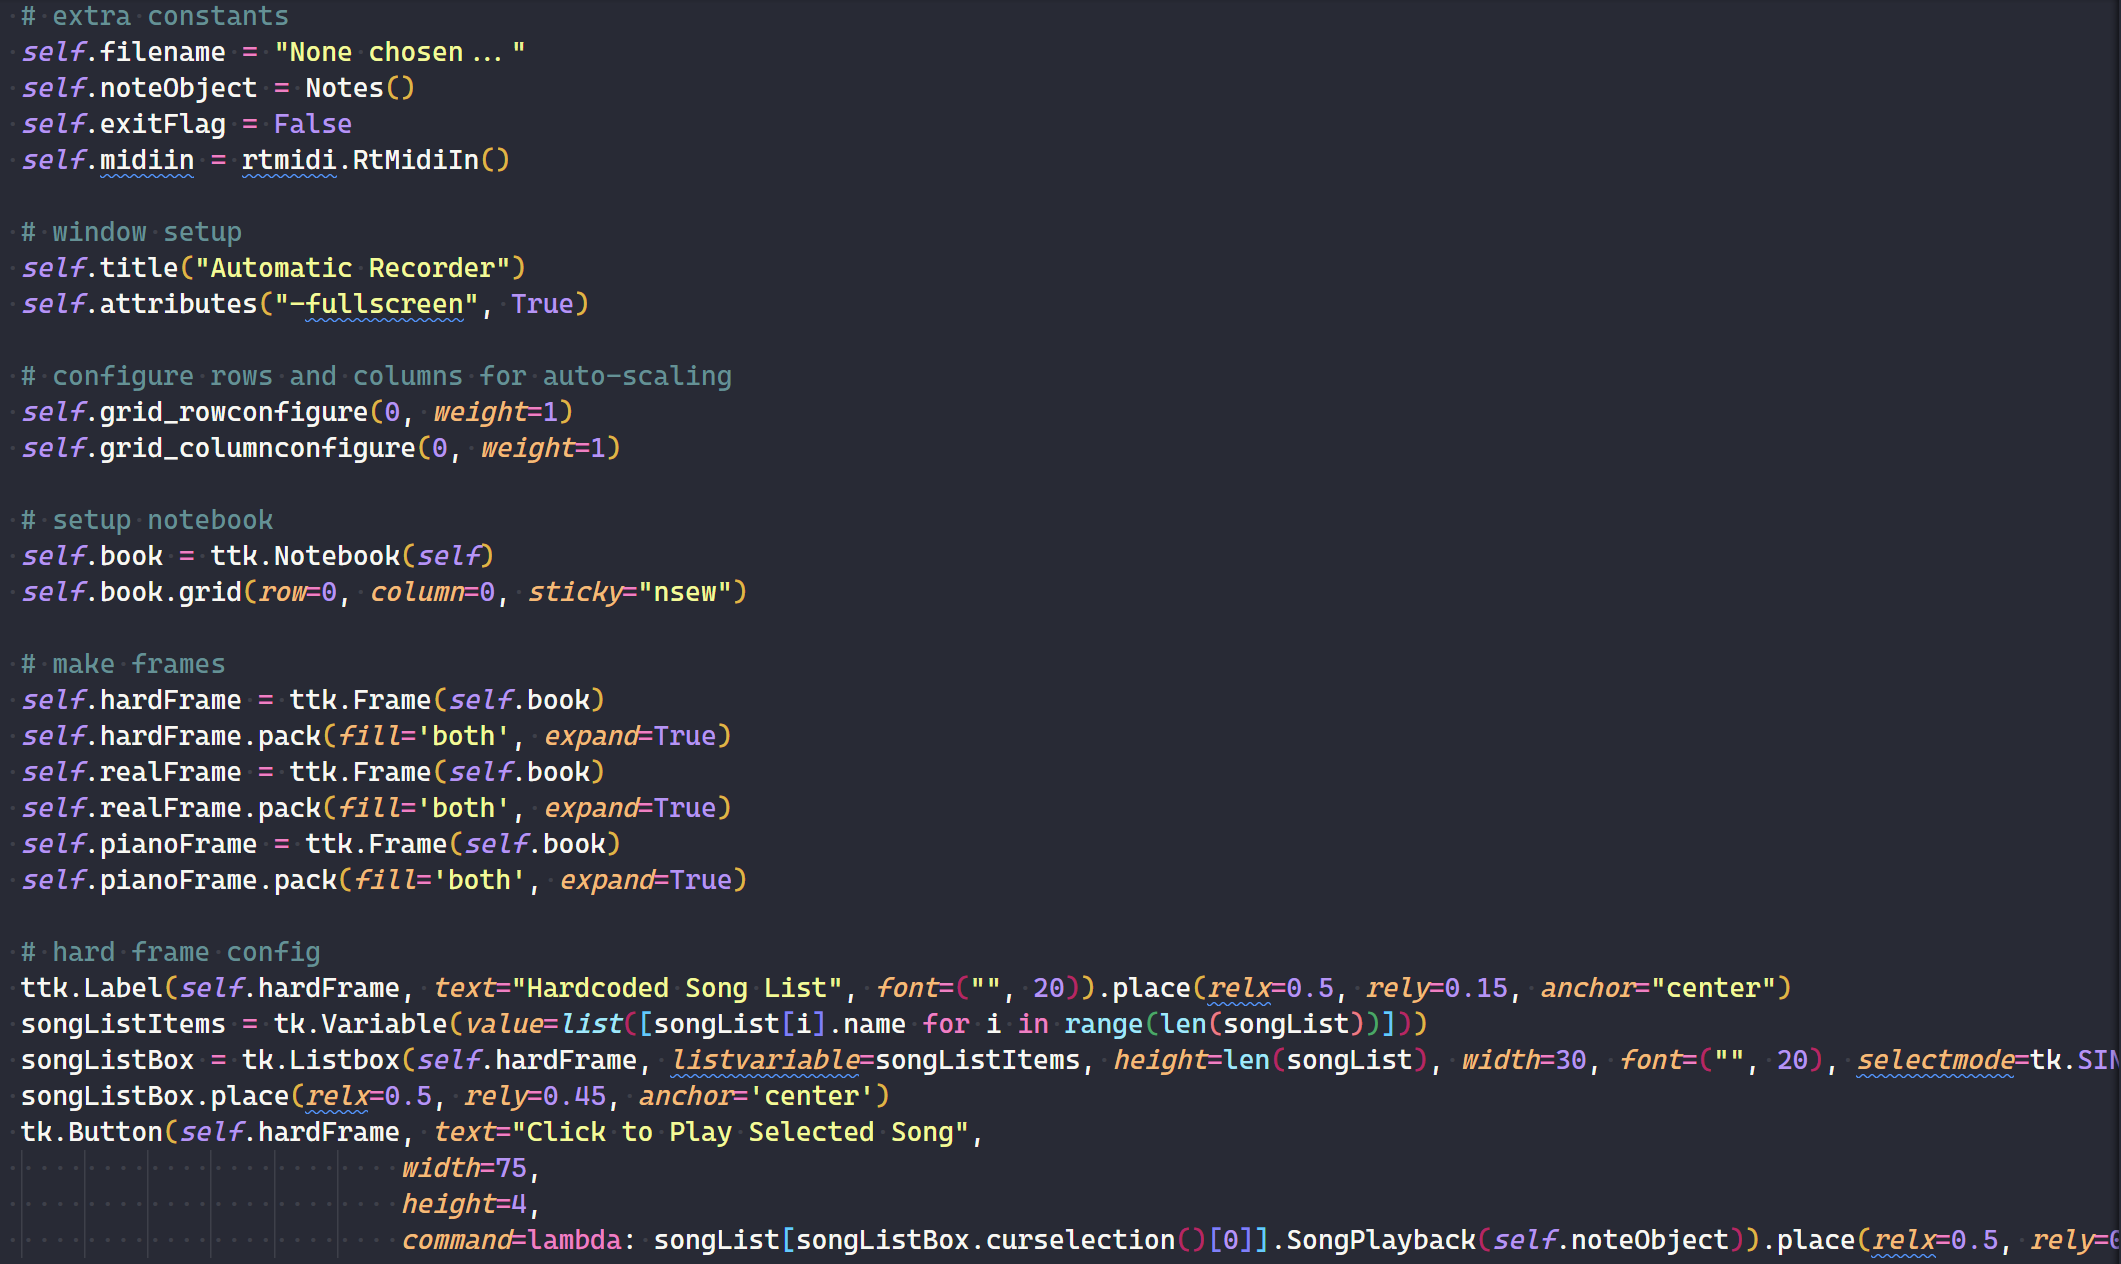 # extra constants
self.filename = "None chosen..."
self.noteObject = Notes()
self.exitFlag = False
self.midiin = rtmidi.RtMidiIn()
# window setup
self.title("Automatic Recorder")
self.attributes("-fullscreen", True)
# configure rows and columns for auto-scaling
self.grid_rowconfigure(0, weight=1)
self.grid_columnconfigure(0, weight=1)
# setup notebook
self.book = ttk.Notebook(self)
self.book.grid(row=0, column=0, sticky="nsew")
# make frames
self.hardFrame = ttk.Frame(self.book)
self.hardFrame.pack(fill='both', expand=True)
self.realFrame = ttk.Frame(self.book)
self.realFrame.pack(fill='both', expand=True)
self.pianoFrame = ttk.Frame(self.book)
self.pianoFrame.pack(fill='both', expand=True)
# hard frame config
ttk.Label(self.hardFrame, text="Hardcoded Song List", font=("", 20)).place(relx=0.5, rely=0.15, anchor="center")
songListItems = tk.Variable(value=list([songList[i].name for i in range(len(songList))]))
songListBox = tk.Listbox(self.hardFrame, listvariable=songListItems, height=len(songList), width=30, font=("", 20), selectmode=tk.SIN
songListBox.place(relx=0.5, rely=0.45, anchor='center')
tk.Button(self.hardFrame, text="Click to Play Selected Song",
width=75,
height=4,
command=lambda: songList[songListBox.curselection()[0]].SongPlayback(self.noteObject)).place(relx=0.5, rely=0